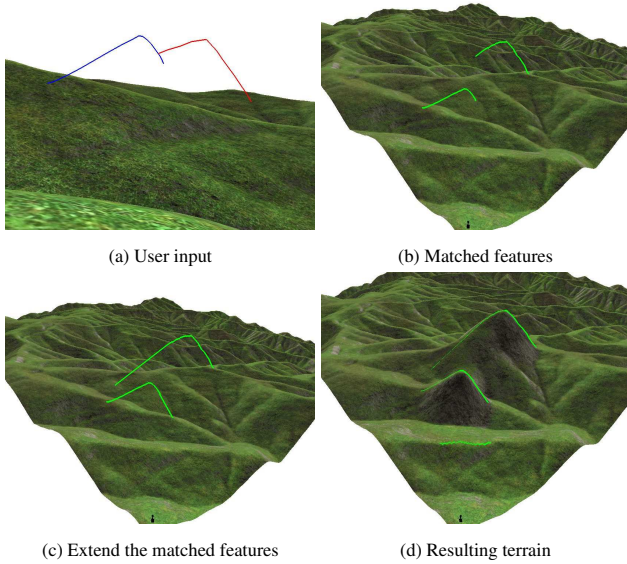 (a) User input
(b) Matched features
(c) Extend the matched features
(d) Resulting terrain